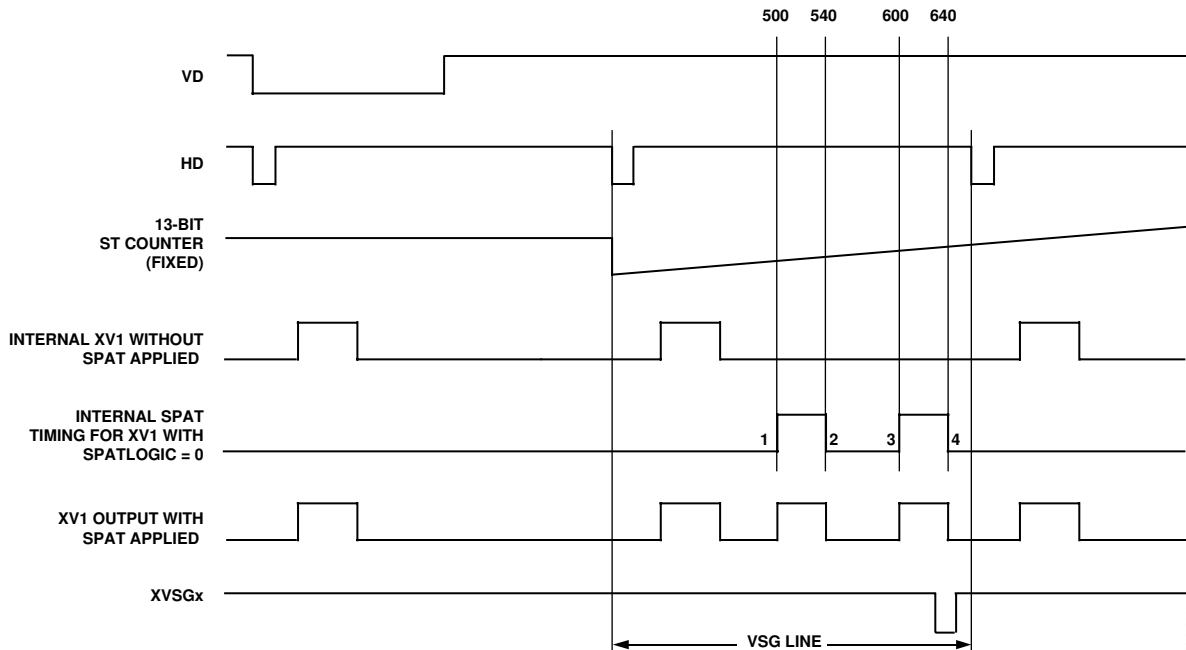 500 540 600 640
VD
HD
13-BIT
ST COUNTER
(FIXED)
INTERNAL XV1 WITHOUT
SPAT APPLIED
INTERNAL SPAT
TIMING FOR XV1 WITH
SPATLOGIC = 0
1 2 3 4
XV1 OUTPUT WITH
SPAT APPLIED
XVSGx
VSG LINE